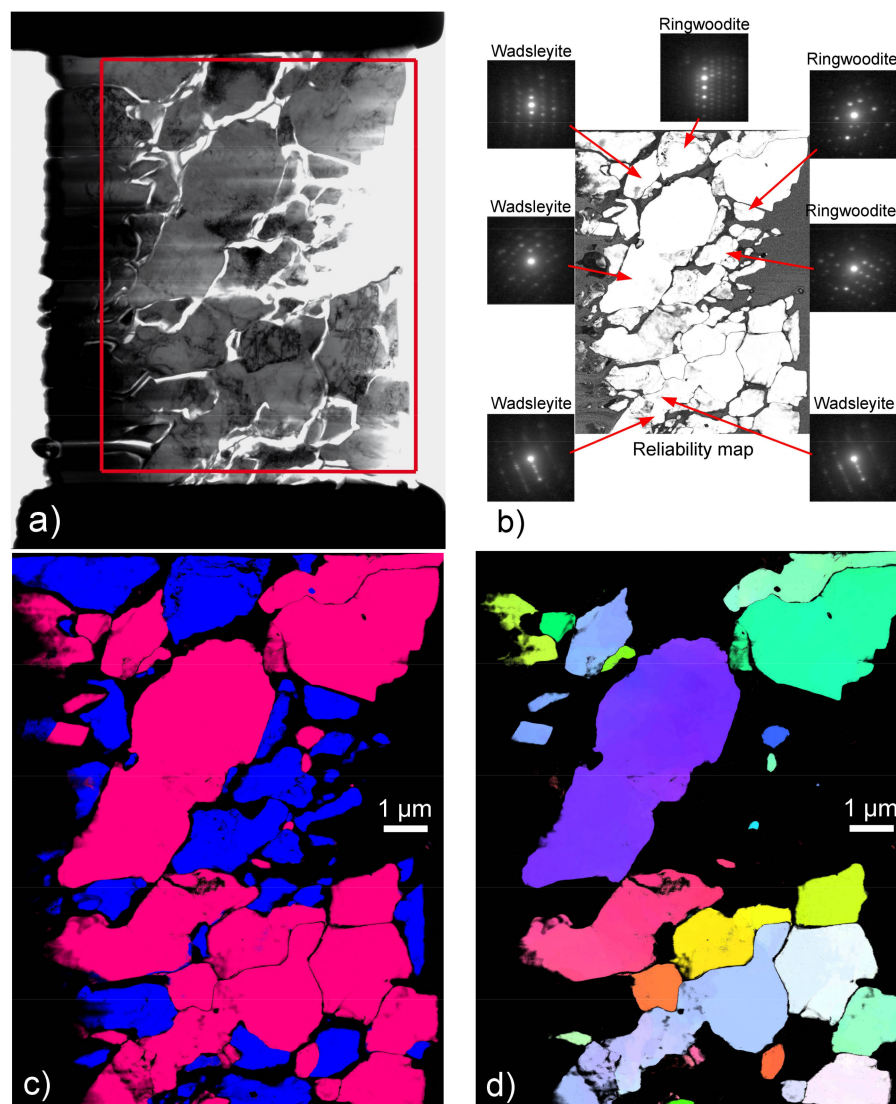 Ringwoodite
Wadsleyite
Ringwoodite
Wadsleyite
Ringwoodite
Wadsleyite
Wadsleyite
Reliability map
a)
b)
1 µm
1 µm
c)
d)